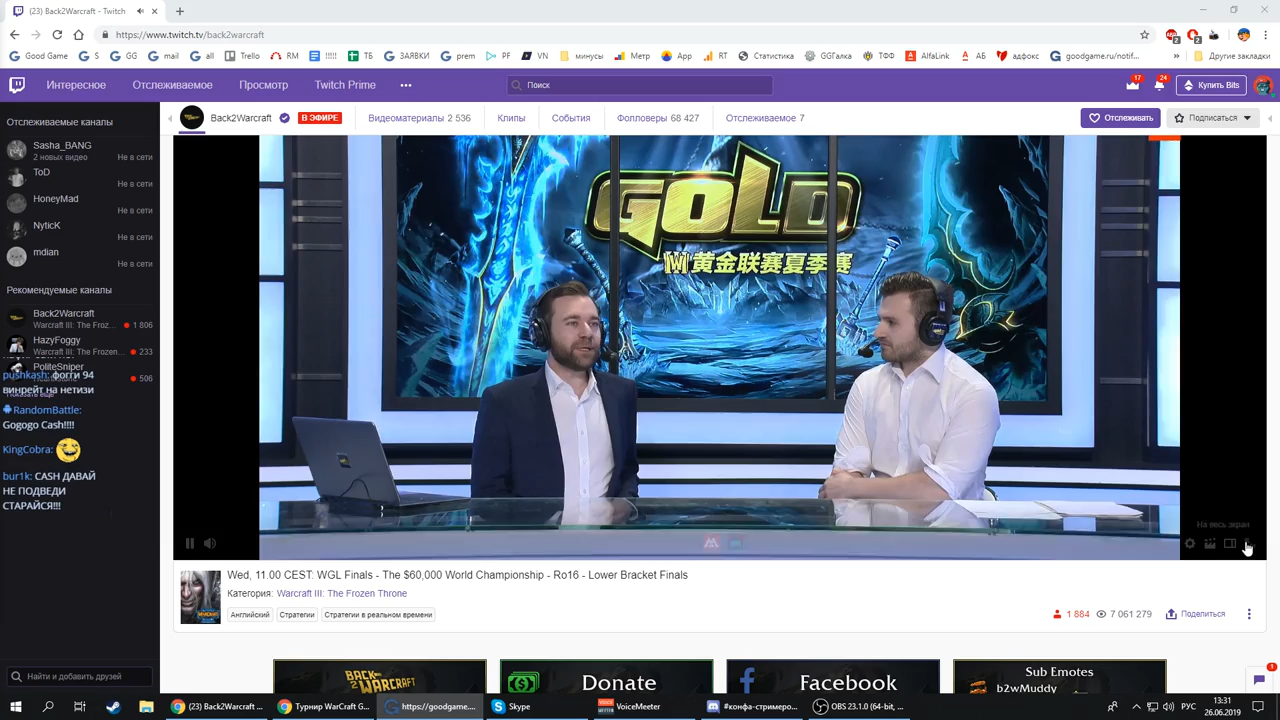 (23) Back2Warcraft - Twitch
https://www.twitch.tv/back2warcraft
Good Game
S
GG
mail
all
Trello
RM
!!!!!
ТБ
ЗАЯВКИ
prem
PF
VN
минусы
Метр
App
RT
Статистика
GGГалка
ТФФ
AlfaLink
АБ
адфокс
goodgame.ru/notif...
Другие закладки
Интересное
Отслеживаемое
Просмотр
Twitch Prime
Поиск
17
24
Купить Bits
Отслеживаемые каналы
Back2Warcraft
В ЭФИРЕ
Видеоматериалы 2 536
Клипы
События
Фолловеры 68 427
Отслеживаемое 7
Отслеживать
Подписаться
Sasha_BANG
2 новых видео
Не в сети
ToD
Не в сети
HoneyMad
Не в сети
NyticK
Не в сети
mdian
Не в сети
Рекомендуемые каналы
Back2Warcraft
Warcraft III: The Froz...
1 806
HazyFoggy
Warcraft III: The Frozen...
233
PoliteSniper
506
pushkash: фогги 94
винрейт на нетизи
RandomBattle:
Gogogo Cash!!!!
KingCobra:
bur1k: CASH ДАВАЙ
НЕ ПОДВЕДИ
СТАРАЙСЯ!!!
GOLD
黄金联赛夏季赛
На весь экран
Wed, 11.00 CEST: WGL Finals - The $60,000 World Championship - Ro16 - Lower Bracket Finals
Категория: Warcraft III: The Frozen Throne
Английский
Стратегии
Стратегии в реальном времени
1 884
7 061 279
Поделиться
Найти и добавить друзей
BACK
2WARCRAFT
Donate
Facebook
Sub Emotes
b2wMuddy
1
(23) Back2Warcraft ...
Турнир WarCraft G...
https://goodgame....
Skype
VoiceMeeter
#конфа-стримеро...
OBS 23.1.0 (64-bit, ...
РУС
13:31
26.06.2019